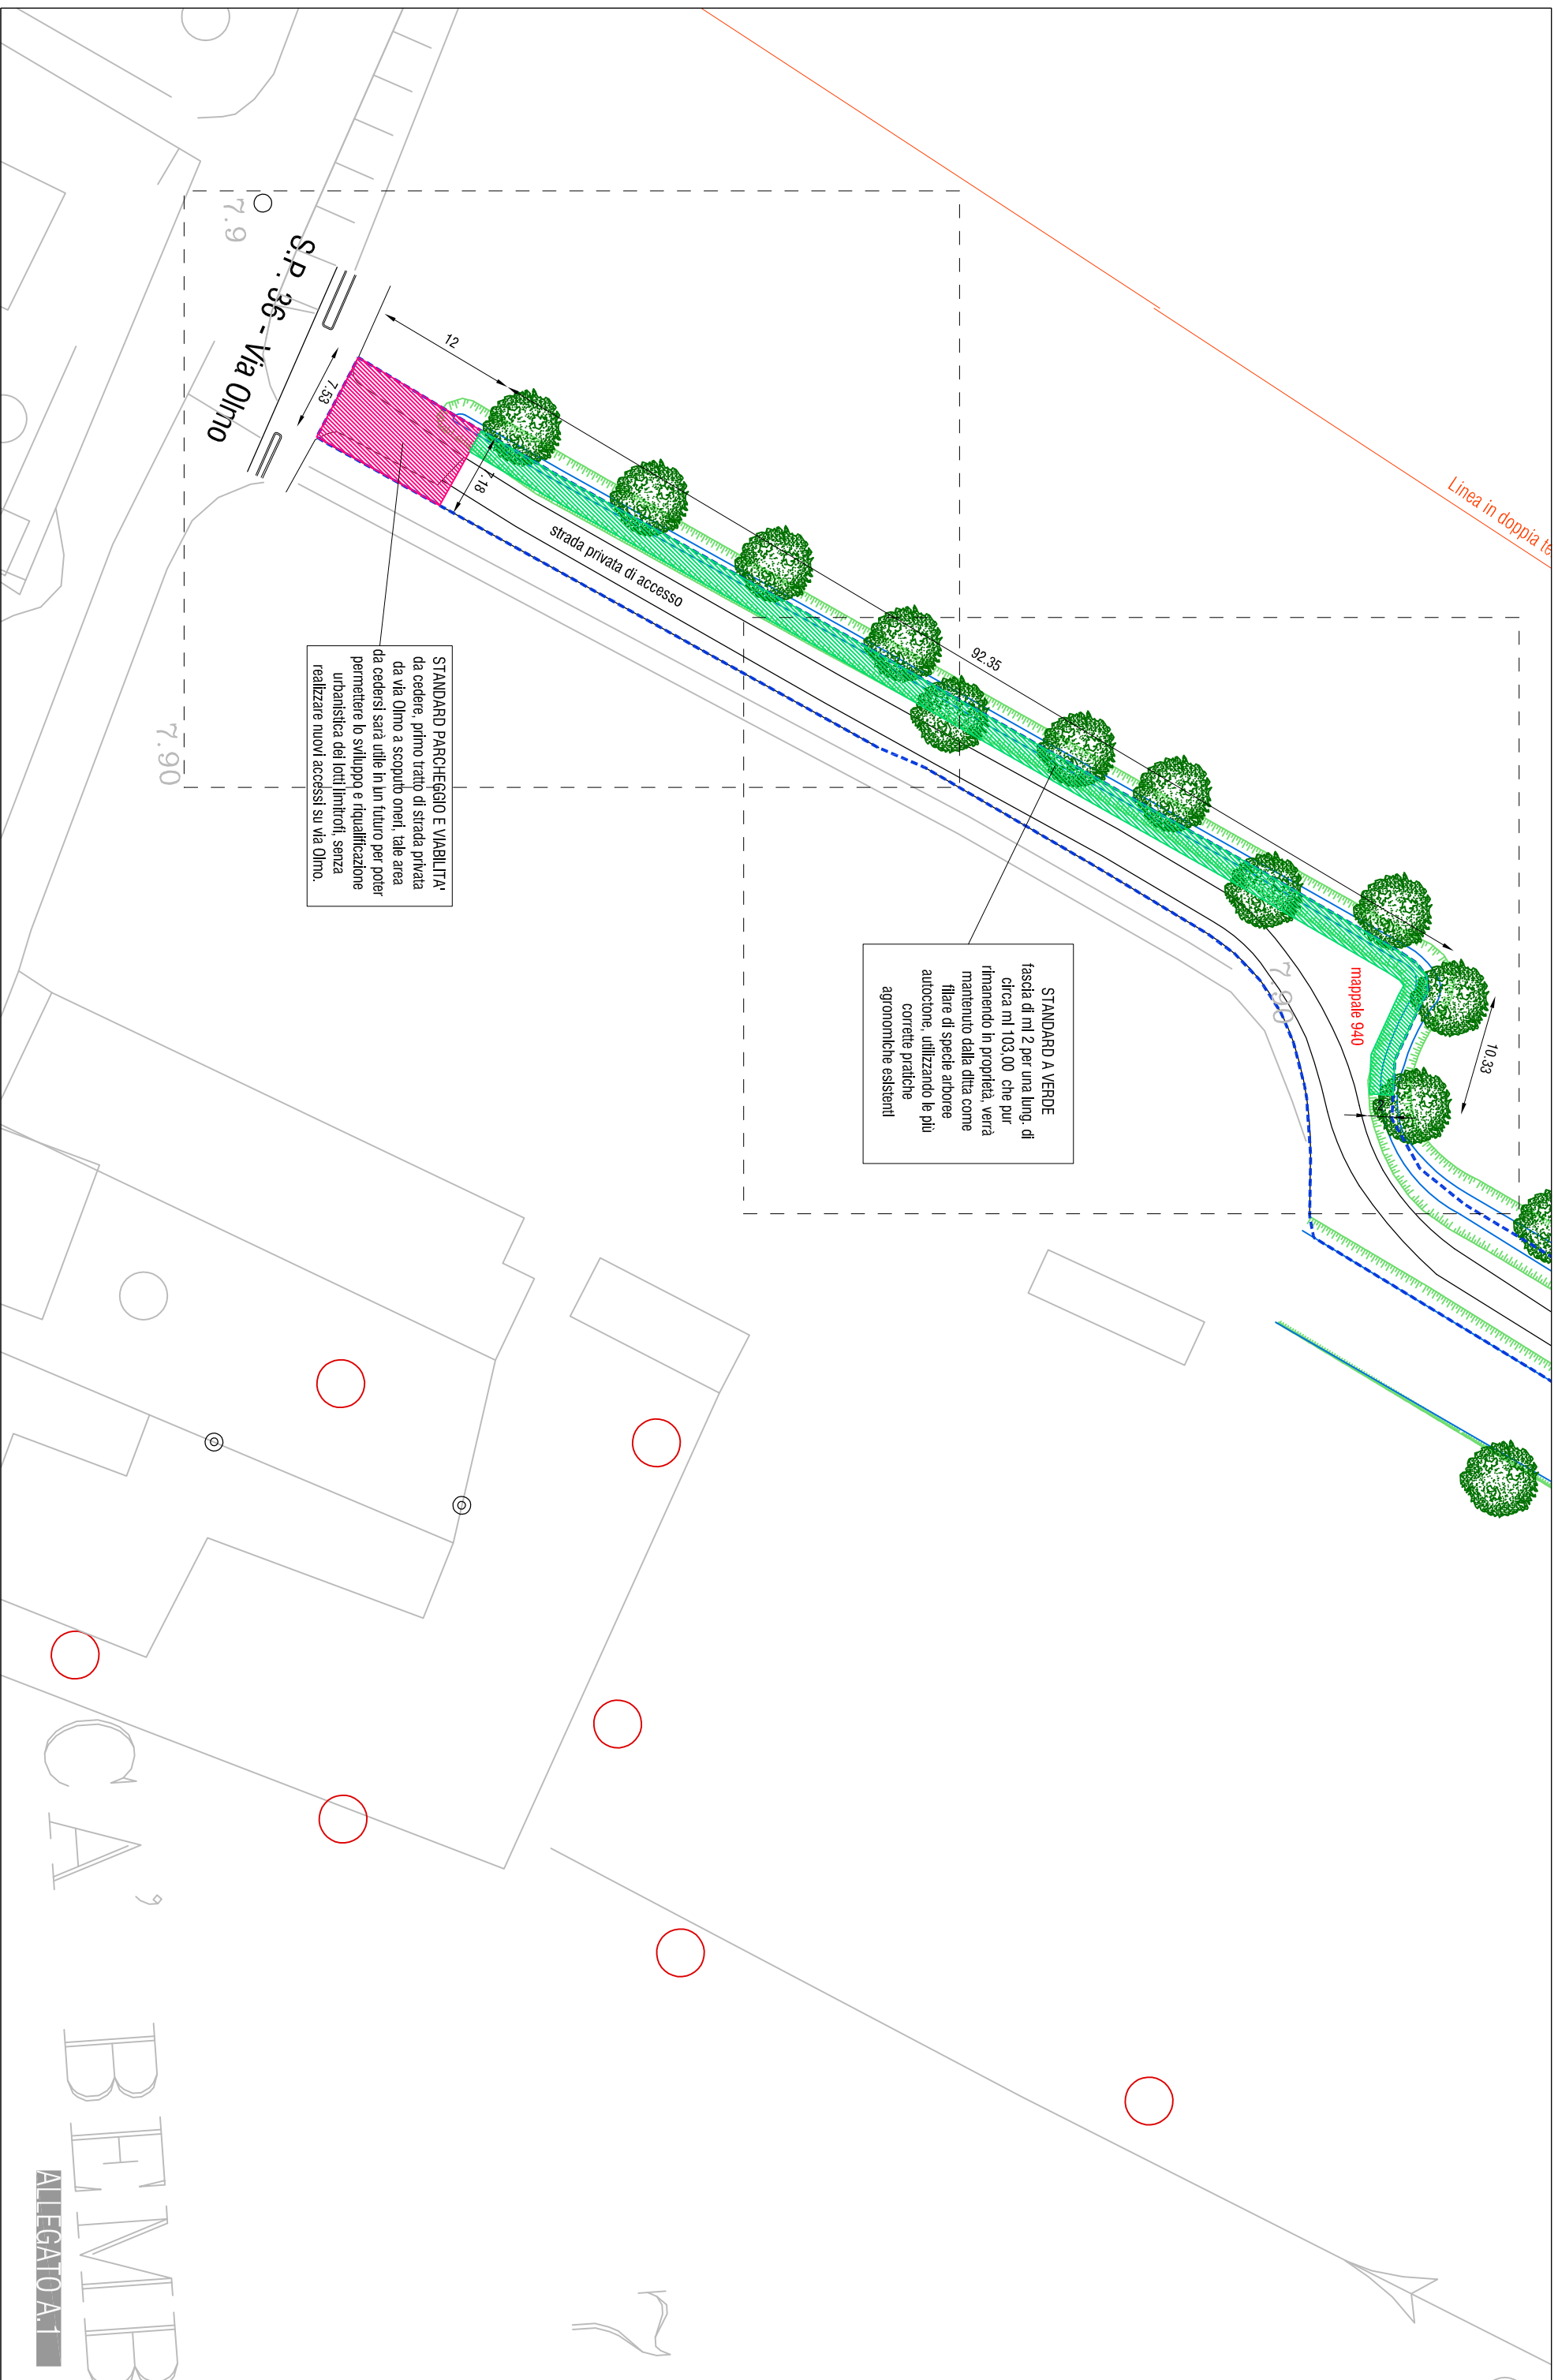 Linea in doppia te
S.P. 36 - Via Olmo
7.9
12
7.53
7.18
strada privata di accesso
92.35
10.33
mappale 940
7.90
7.90
STANDARD PARCHEGGIO E VIABILITA'
da cedere, primo tratto di strada privata
da via Olmo a scoputo oneri, tale area
da cedersi sarà utile in un futuro per poter
permettere lo sviluppo e riqualificazione
urbanistica dei lotti limitrofi, senza
realizzare nuovi accessi su via Olmo.
STANDARD A VERDE
fascia di ml 2 per una lung. di
circa ml 103,00 che pur
rimanendo in proprietà, verrà
mantenuto dalla ditta come
filare di specie arboree
autoctone, utilizzando le più
corrette pratiche
agronomiche esistenti
CA' BEMB
ALLEGATO A.1